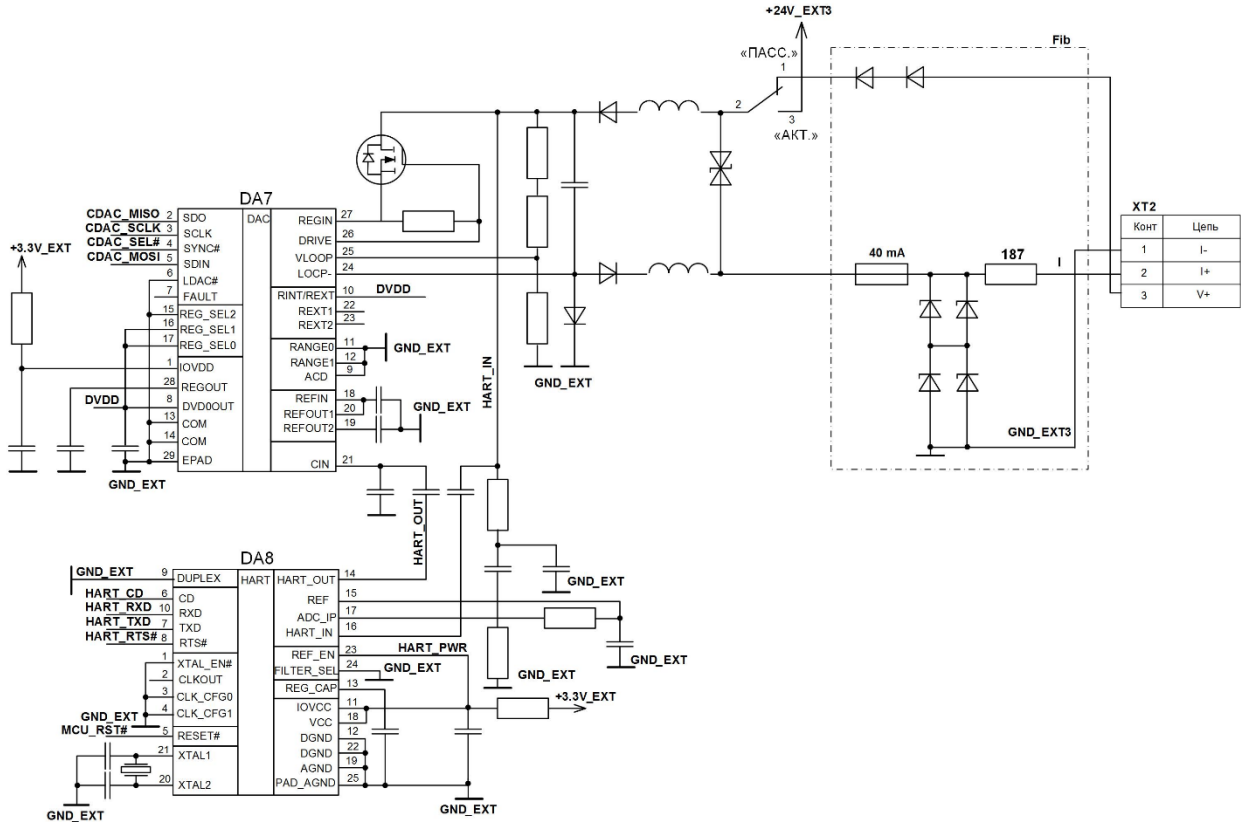 +24V_EXT3
Fib
«ПАСС.»
1
2
3
«АКТ.»
DA7
DAC
CDAC_MISO 2 SDO
CDAC_SCLK 3 SCLK
CDAC_SEL# 4 SYNC#
CDAC_MOSI 5 SDIN
6 LDAC#
7 FAULT
15 REG_SEL2
16 REG_SEL1
17 REG_SEL0
1 IOVDD
28 REGOUT
DVDD 8 DVD0OUT
13 COM
14 COM
29 EPAD
GND_EXT
+3.3V_EXT
REGIN 27
DRIVE 26
VLOOP 25
LOCP- 24
RINT/REXT 10 DVDD
REXT1 22
REXT2 23
RANGE0 11
RANGE1 12
ACD 9
GND_EXT
REFIN 18
REFOUT1 20
REFOUT2 19
GND_EXT
CIN 21
HART_OUT
HART_IN
GND_EXT
40 mA
187
I
GND_EXT3
XT2
Конт Цепь
1 I-
2 I+
3 V+
DA8
HART
GND_EXT 9 DUPLEX
HART_CD 6 CD
HART_RXD 10 RXD
HART_TXD 7 TXD
HART_RTS# 8 RTS#
1 XTAL_EN#
2 CLKOUT
3 CLK_CFG0
4 CLK_CFG1
GND_EXT
MCU_RST# 5 RESET#
21 XTAL1
20 XTAL2
GND_EXT
HART_OUT 14
REF 15
ADC_IP 17
HART_IN 16
REF_EN 23 HART_PWR
FILTER_SEL 24 GND_EXT
REG_CAP 13
IOVCC 11
VCC 18
DGND 12
DGND 22
AGND 19
PAD_AGND 25
GND_EXT
+3.3V_EXT
GND_EXT
GND_EXT
GND_EXT